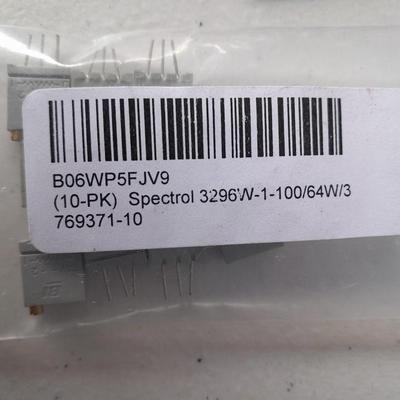 B06WP5FJV9
(10-PK) Spectrol 3296W-1-100/64W/3
769371-10